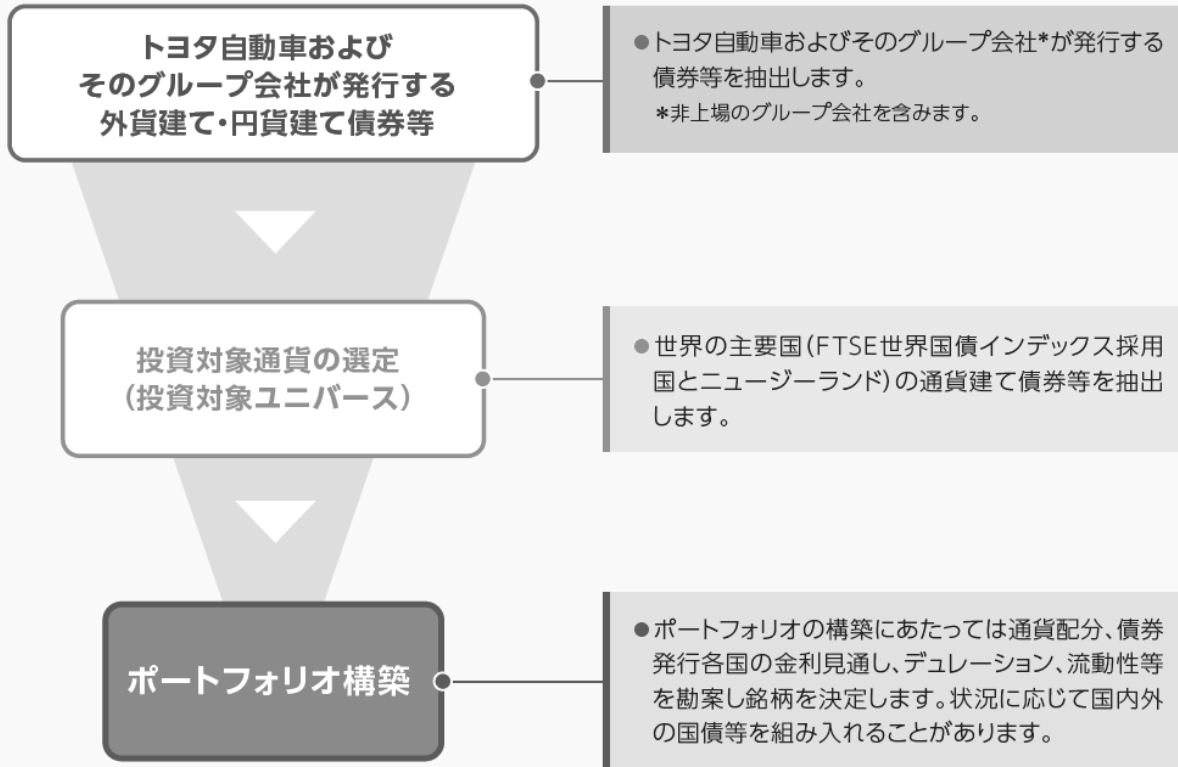 トヨタ自動車および
そのグループ会社が発行する
外貨建て・円貨建て債券等
●トヨタ自動車およびそのグループ会社*が発行する
債券等を抽出します。
*非上場のグループ会社を含みます。
投資対象通貨の選定
(投資対象ユニバース)
●世界の主要国(FTSE世界国債インデックス採用
国とニュージーランド)の通貨建て債券等を抽出
します。
ポートフォリオ構築
●ポートフォリオの構築にあたっては通貨配分、債券
発行各国の金利見通し、デュレーション、流動性等
を勘案し銘柄を決定します。状況に応じて国内外
の国債等を組み入れることがあります。